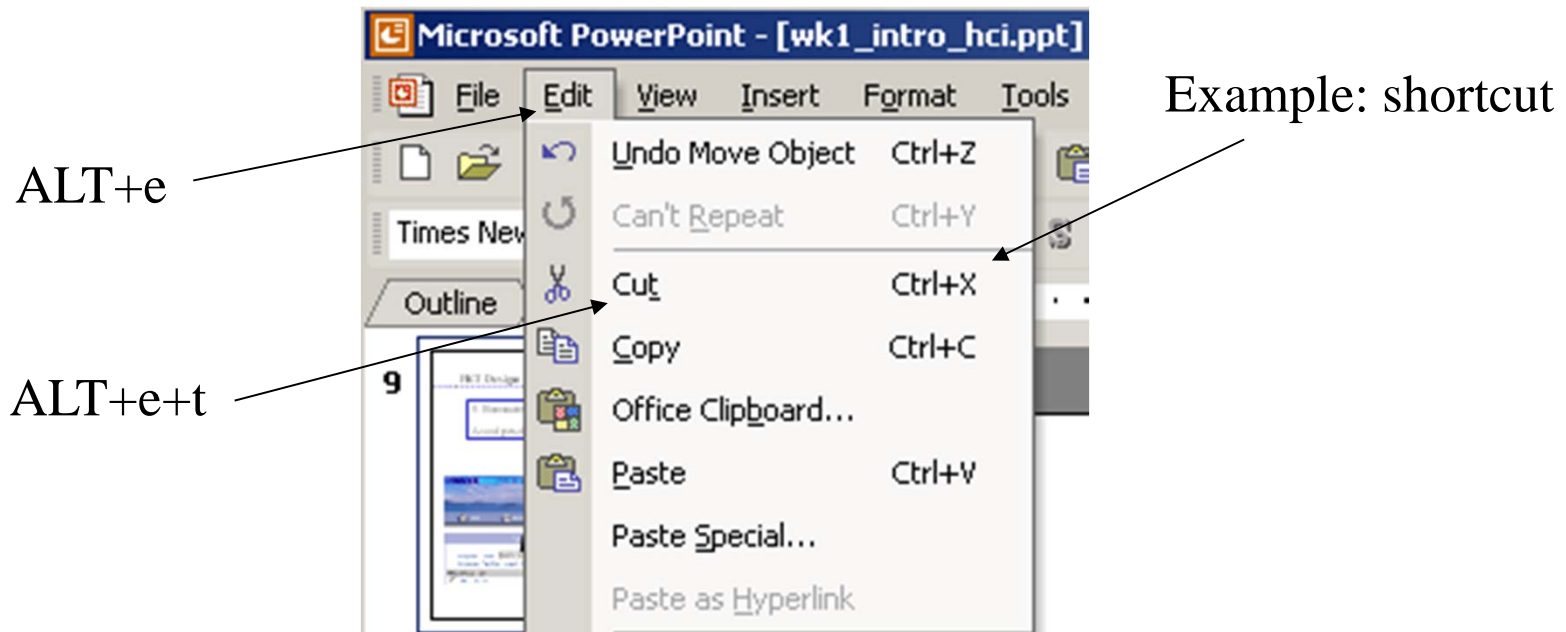 Microsoft PowerPoint - [wk1_intro_hci.ppt]
File Edit View Insert Format Tools
Example: shortcut
ALT+e
Undo Move Object Ctrl+Z
Can't Repeat Ctrl+Y
Times New
Cut Ctrl+X
Outline
Copy Ctrl+C
9
ALT+e+t
Office Clipboard...
Paste Ctrl+V
Paste Special...
Paste as Hyperlink